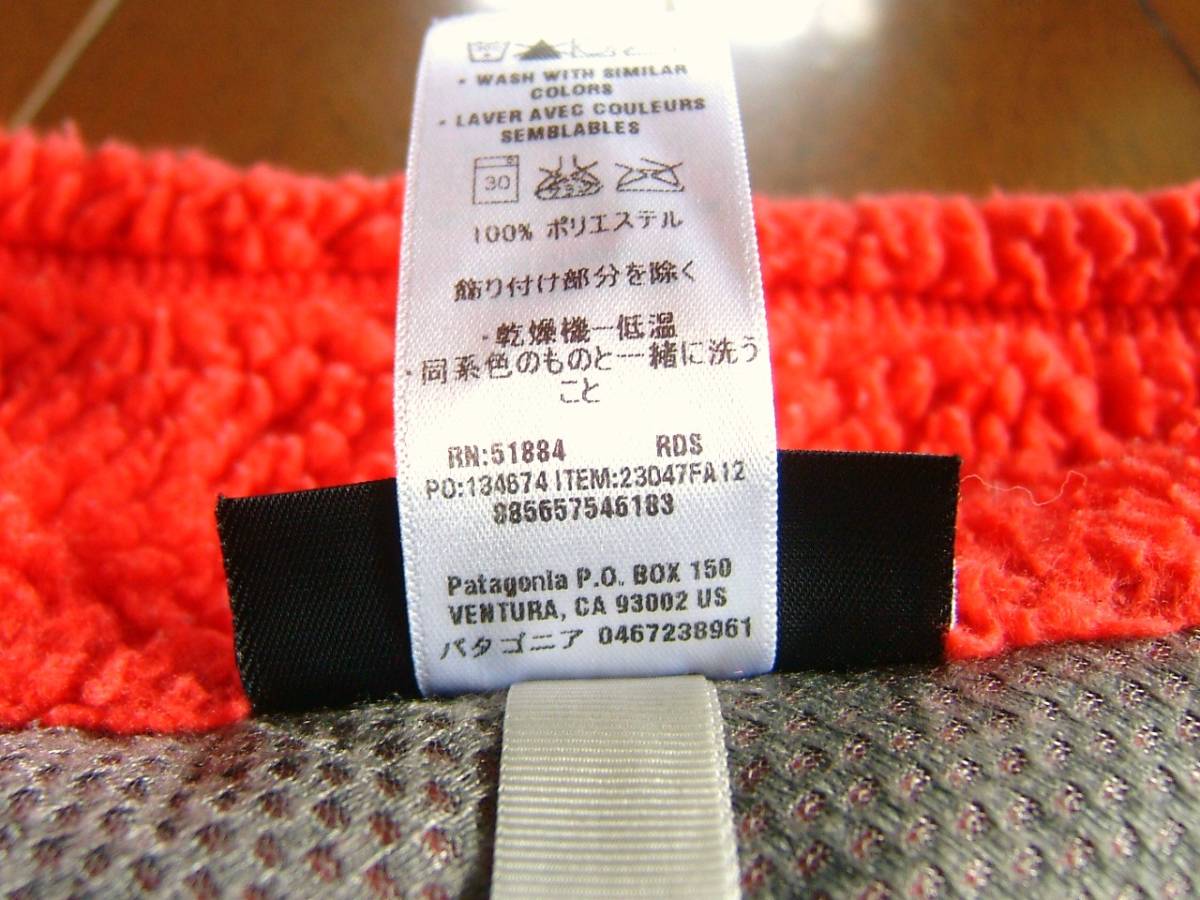 • WASH WITH SIMILAR
COLORS
• LAVER AVEC COULEURS
SEMBLABLES
30
100% ポリエステル
飾り付け部分を除く
・乾燥機ー低温
・同系色のものと一緒に洗う
こと
RN:51884 RDS
PO:134674 ITEM:23047FA12
885657546183
Patagonia P.O. BOX 150
VENTURA, CA 93002 US
パタゴニア 0467238961